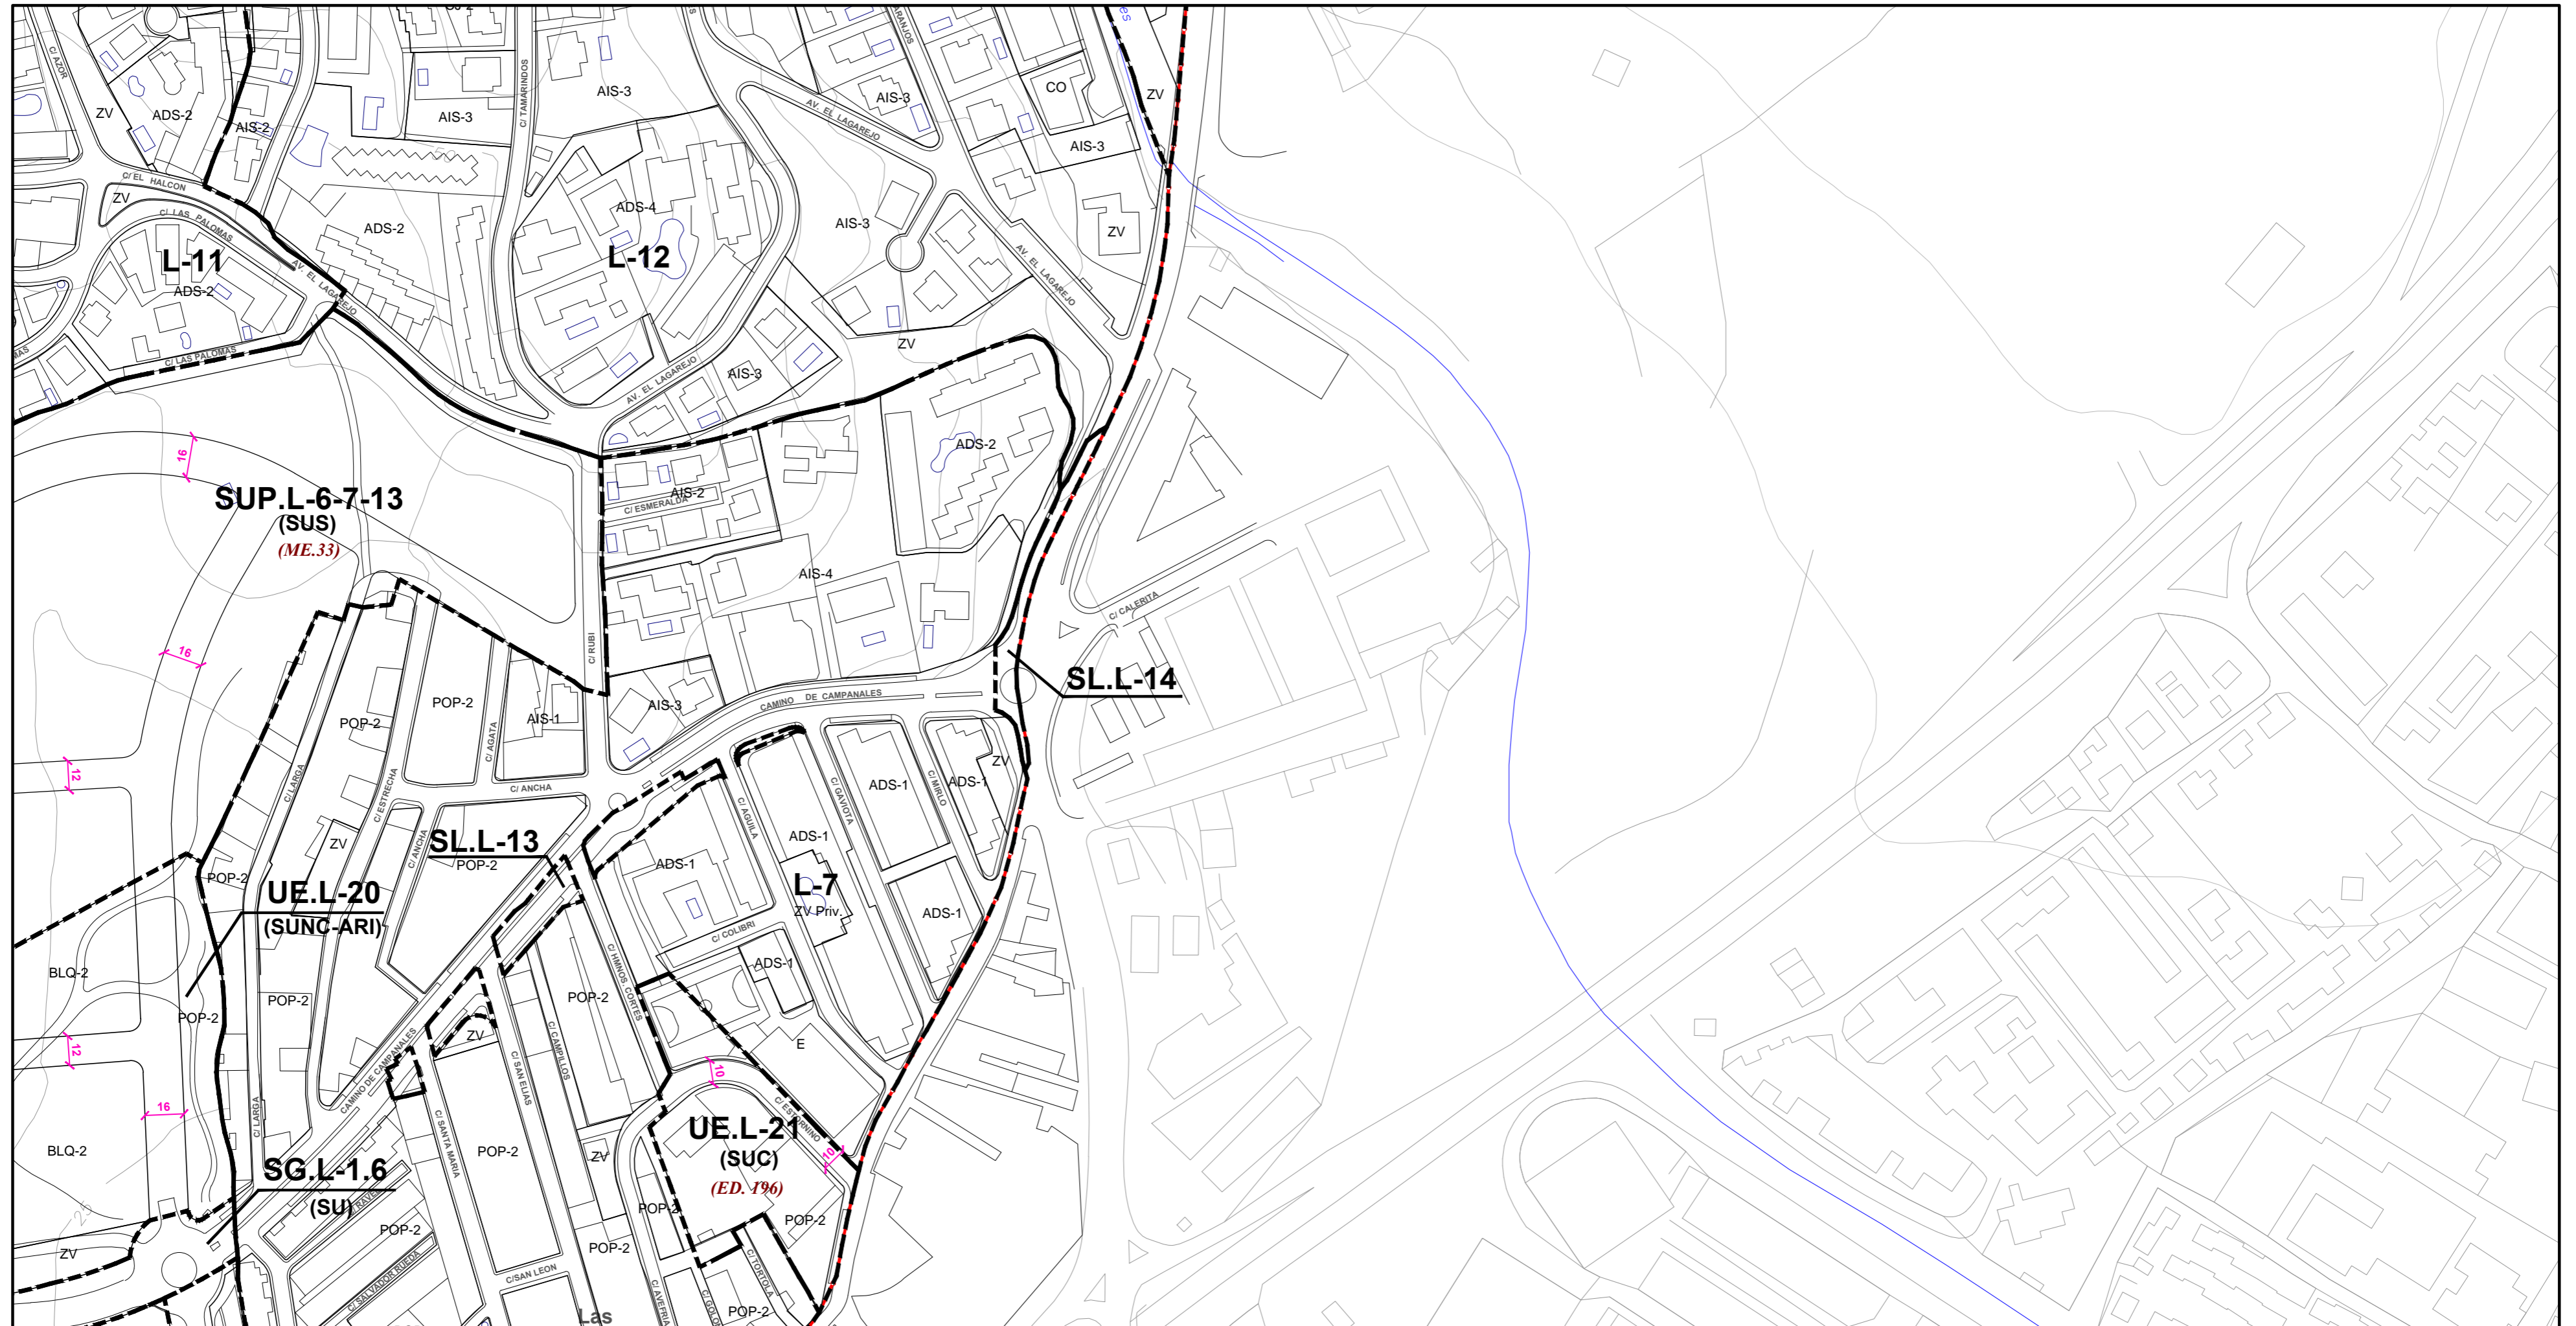 C/ AZOR
ZV
ADS-2
AIS-2
AIS-3
C/ TAMARINDOS
AIS-3
AV. EL LAGAREJO
AIS-3
CO
ZV
AIS-3
50
C/ EL HALCON
ZV
C/ LAS PALOMAS
L-11
ADS-2
AV. EL LAGAREJO
C/ LAS PALOMAS
ADS-2
ADS-4
L-12
AIS-3
ZV
AV. EL LAGAREJO
ZV
AIS-3
AV. EL LAGAREJO
16
SUP.L-6-7-13
(SUS)
(ME.33)
AIS-2
C/ ESMERALDA
ADS-2
AIS-4
C/ CALERITA
C/ RUBI
16
SL.L-14
POP-2
POP-2
AIS-1
AIS-3
CAMINO DE CAMPANALES
C/ AGATA
C/ LARGA
C/ ESTRECHA
C/ ANCHA
12
ADS-1
ADS-1
ZV
C/ MIRLO
C/ GAVIOTA
C/ AGUILA
ADS-1
ZV
C/ ANCHA
SL.L-13
POP-2
ADS-1
L-7
ZV Priv.
ADS-1
POP-2
UE.L-20
(SUNC-ARI)
C/ COLIBRI
ADS-1
BLQ-2
POP-2
POP-2
C/ HMNOS. CORTES
POP-2
ZV
C/ CAMPILLOS
C/ SAN ELIAS
E
12
CAMINO DE CAMPANALES
10
16
C/ LARGA
C/ SANTA MARIA
C/ ESTORNINO
UE.L-21
(SUC)
(ED. 196)
10
BLQ-2
POP-2
ZV
SG.L-1.6
(SU)
POP-2
POP-2
POP-2
25
ZV
POP-2
C/ SALVADOR RUEDA
C/SAN LEON
C/ TORTOLA
POP-2
Las